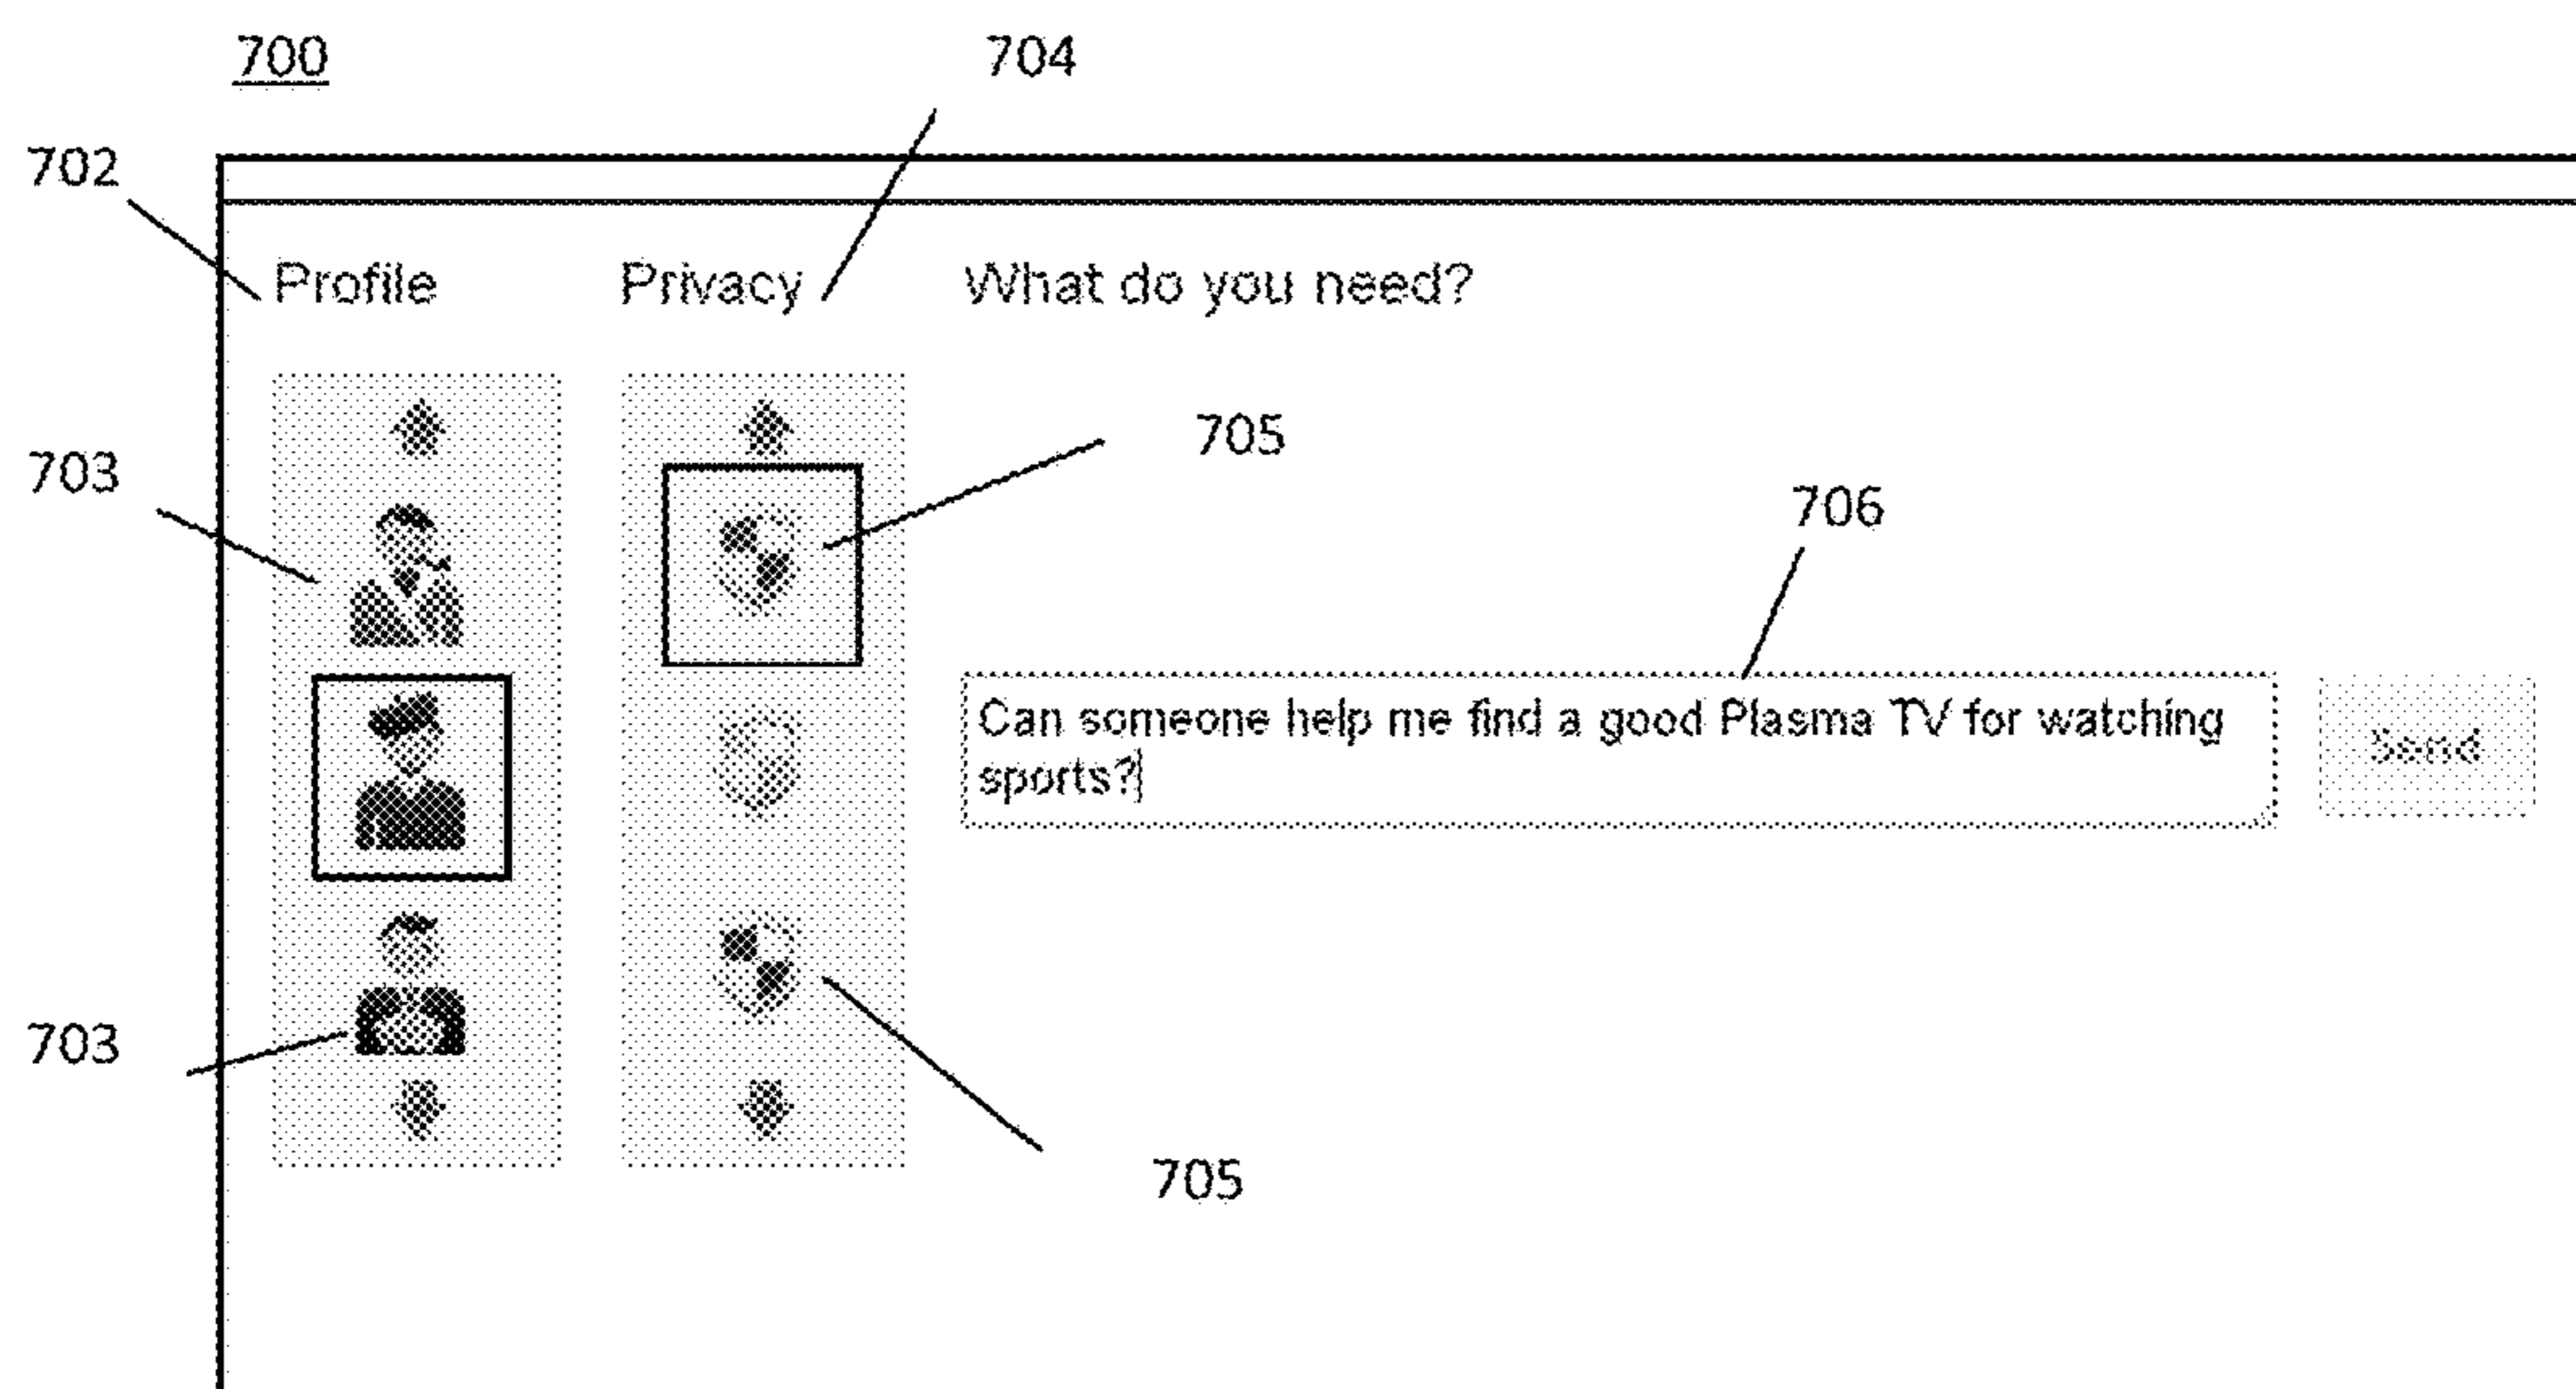 700
704
702
Profile
Privacy
What do you need?
703
705
706
Can someone help me find a good Plasma TV for watching
sports?
Send
703
705